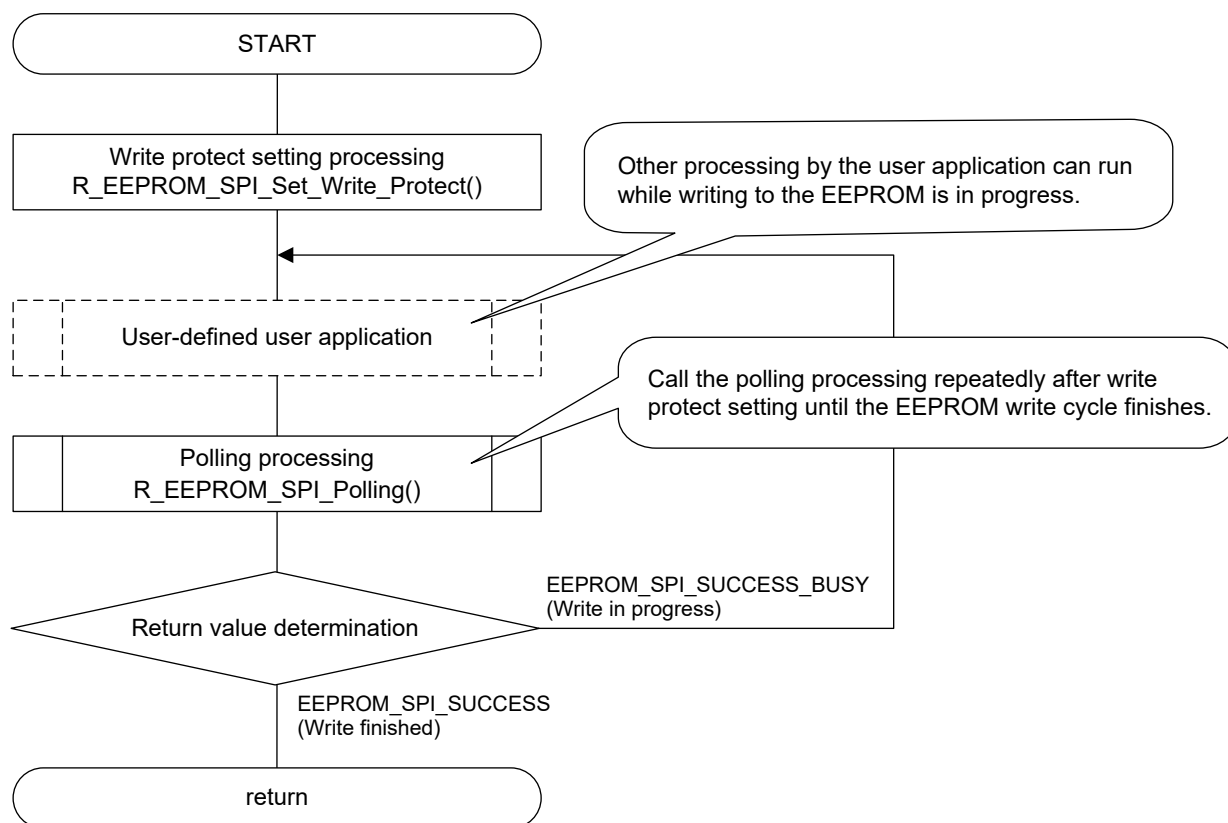 START
Write protect setting processing
R_EEPROM_SPI_Set_Write_Protect()
Other processing by the user application can run
while writing to the EEPROM is in progress.
User-defined user application
Call the polling processing repeatedly after write
protect setting until the EEPROM write cycle finishes.
Polling processing
R_EEPROM_SPI_Polling()
EEPROM_SPI_SUCCESS_BUSY
(Write in progress)
Return value determination
EEPROM_SPI_SUCCESS
(Write finished)
return